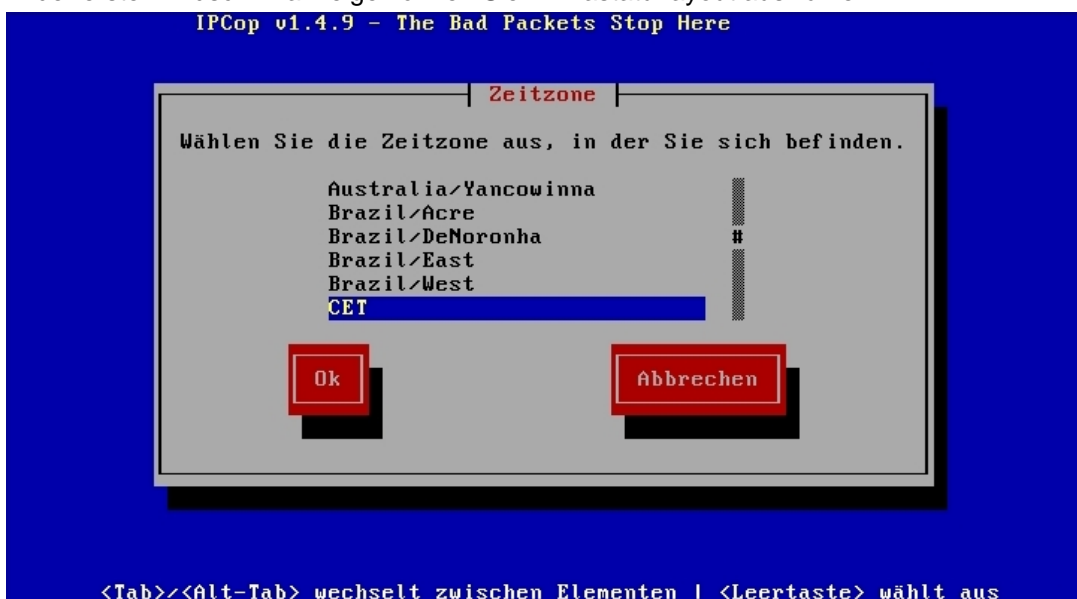 IPCop v1.4.9 - The Bad Packets Stop Here
Zeitzone
Wählen Sie die Zeitzone aus, in der Sie sich befinden.
Australia/Yancowinna
Brazil/Acre
Brazil/DeNoronha
#
Brazil/East
Brazil/West
CET
Ok
Abbrechen
<Tab>/<Alt-Tab> wechselt zwischen Elementen | <Leertaste> wählt aus